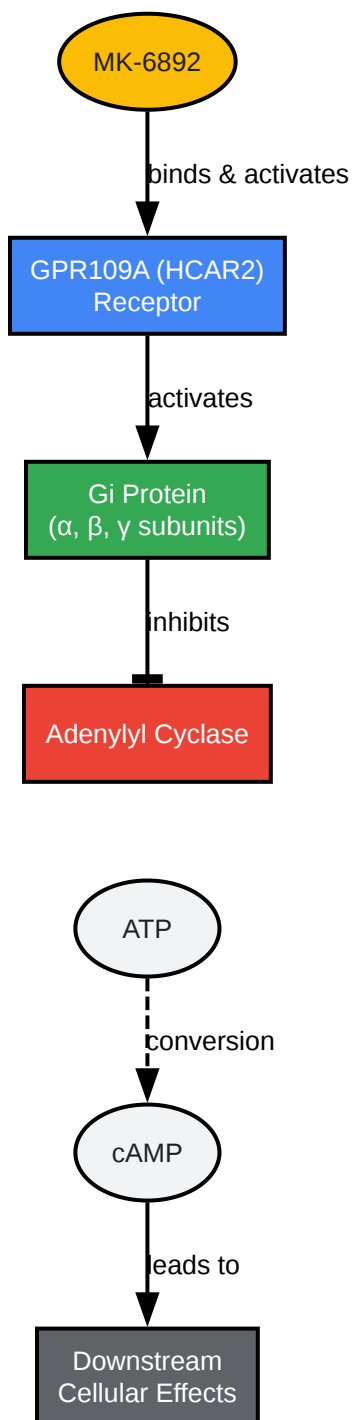 MK-6892
binds & activates
GPR109A (HCAR2)
Receptor
activates
Gi Protein
(α, β, γ subunits)
inhibits
Adenylyl Cyclase
ATP
conversion
cAMP
leads to
Downstream
Cellular Effects